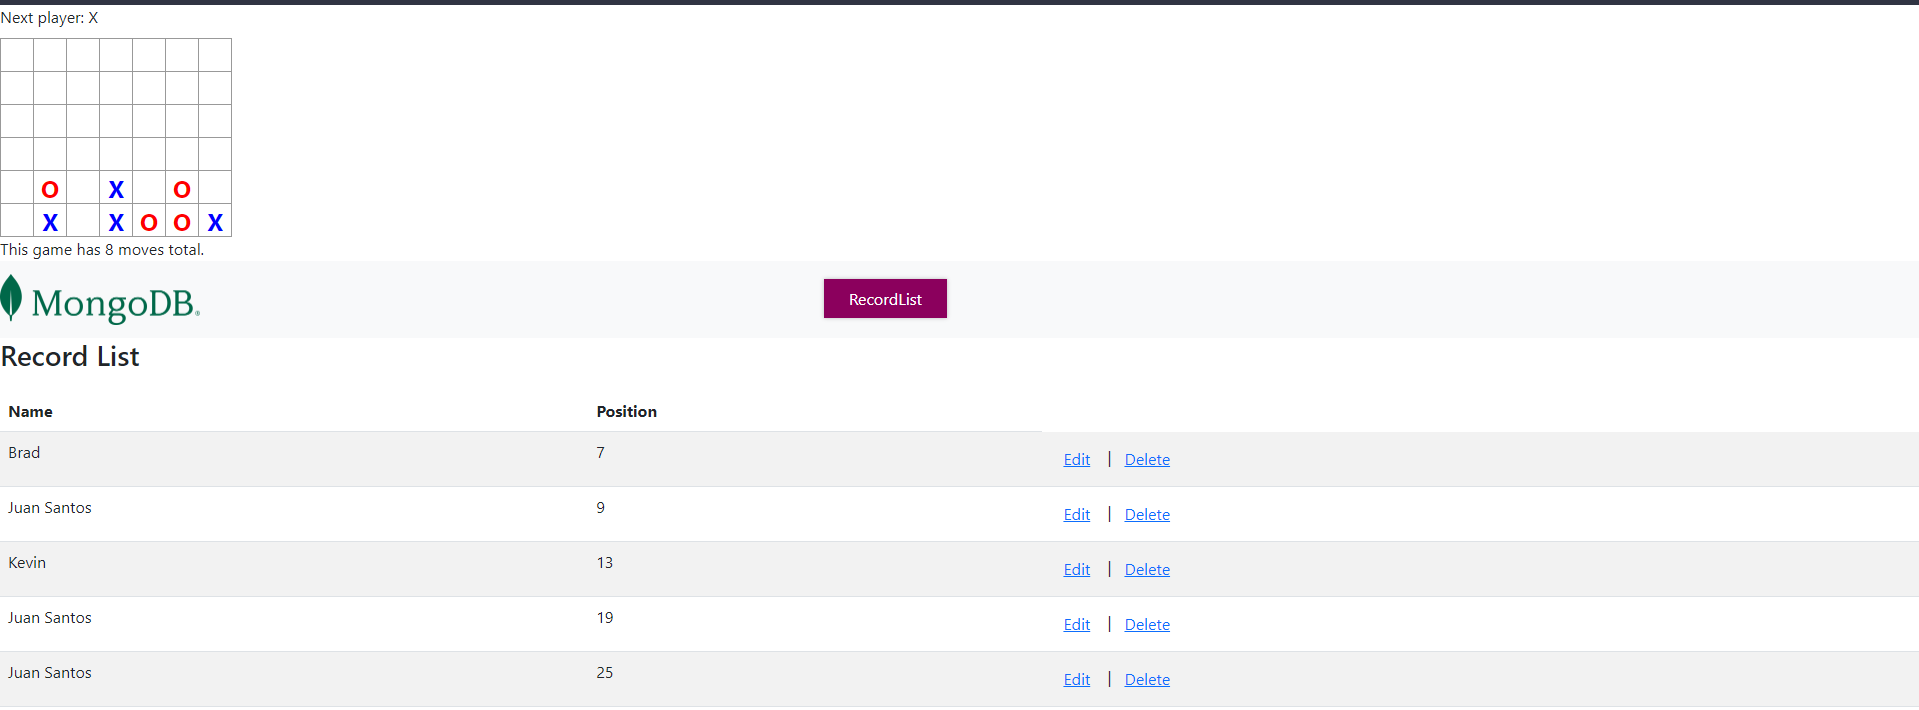 Next player: X
O X O
X X O O X
This game has 8 moves total.
MongoDB® RecordList
Record List
Name Position
Brad 7 Edit | Delete
Juan Santos 9 Edit | Delete
Kevin 13 Edit | Delete
Juan Santos 19 Edit | Delete
Juan Santos 25 Edit | Delete